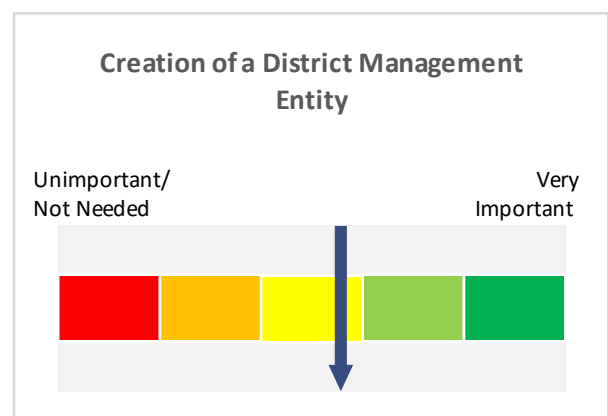 Creation of a District Management
Entity
Unimportant/
Not Needed
Very
Important